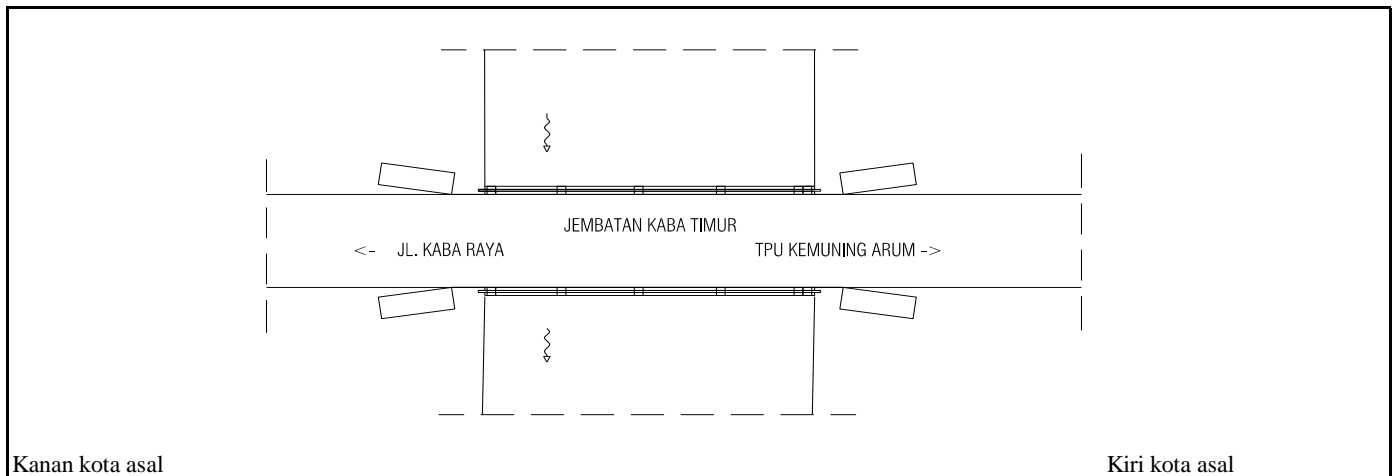 JEMBATAN KABA TIMUR
<- JL. KABA RAYA TPU KEMUNING ARUM ->
Kanan kota asal Kiri kota asal